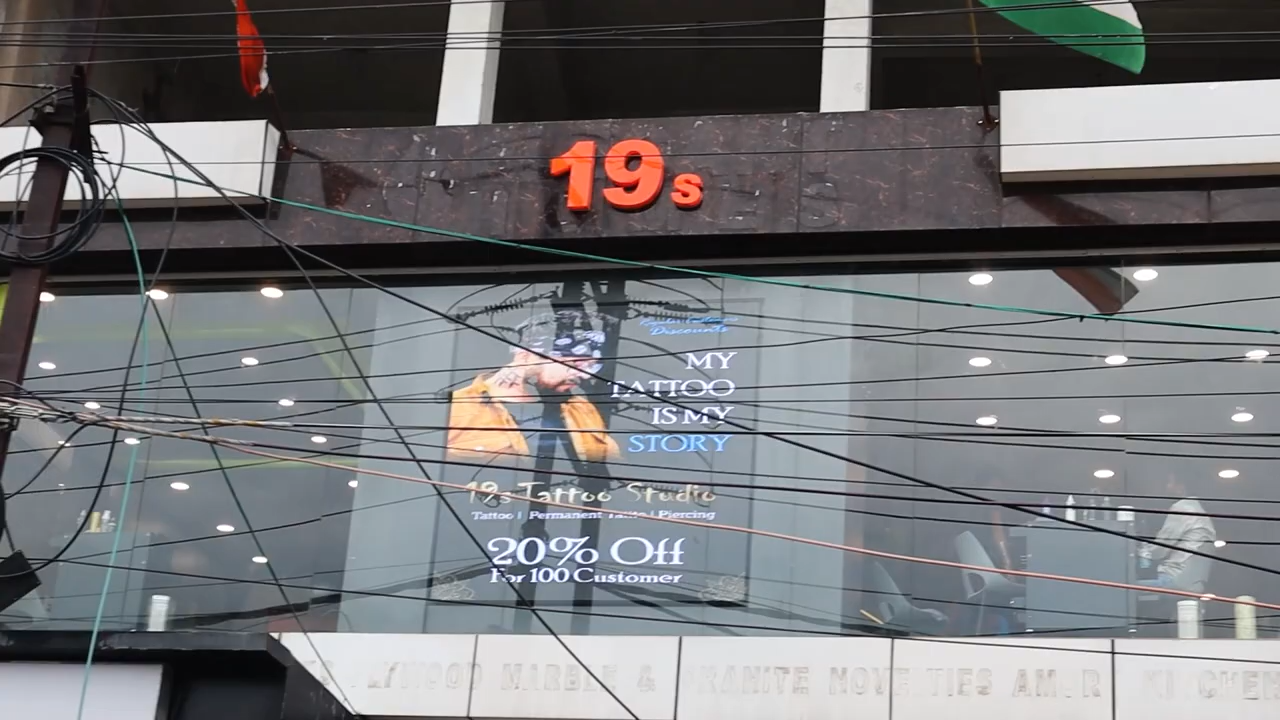 19s
Discounts
MY
TATTOO
IS MY
STORY
19s Tattoo Studio
Tattoo | Permanent Tattoo | Piercing
20% Off
For 100 Customer
MARBLE & GRANITE NOVELTIES